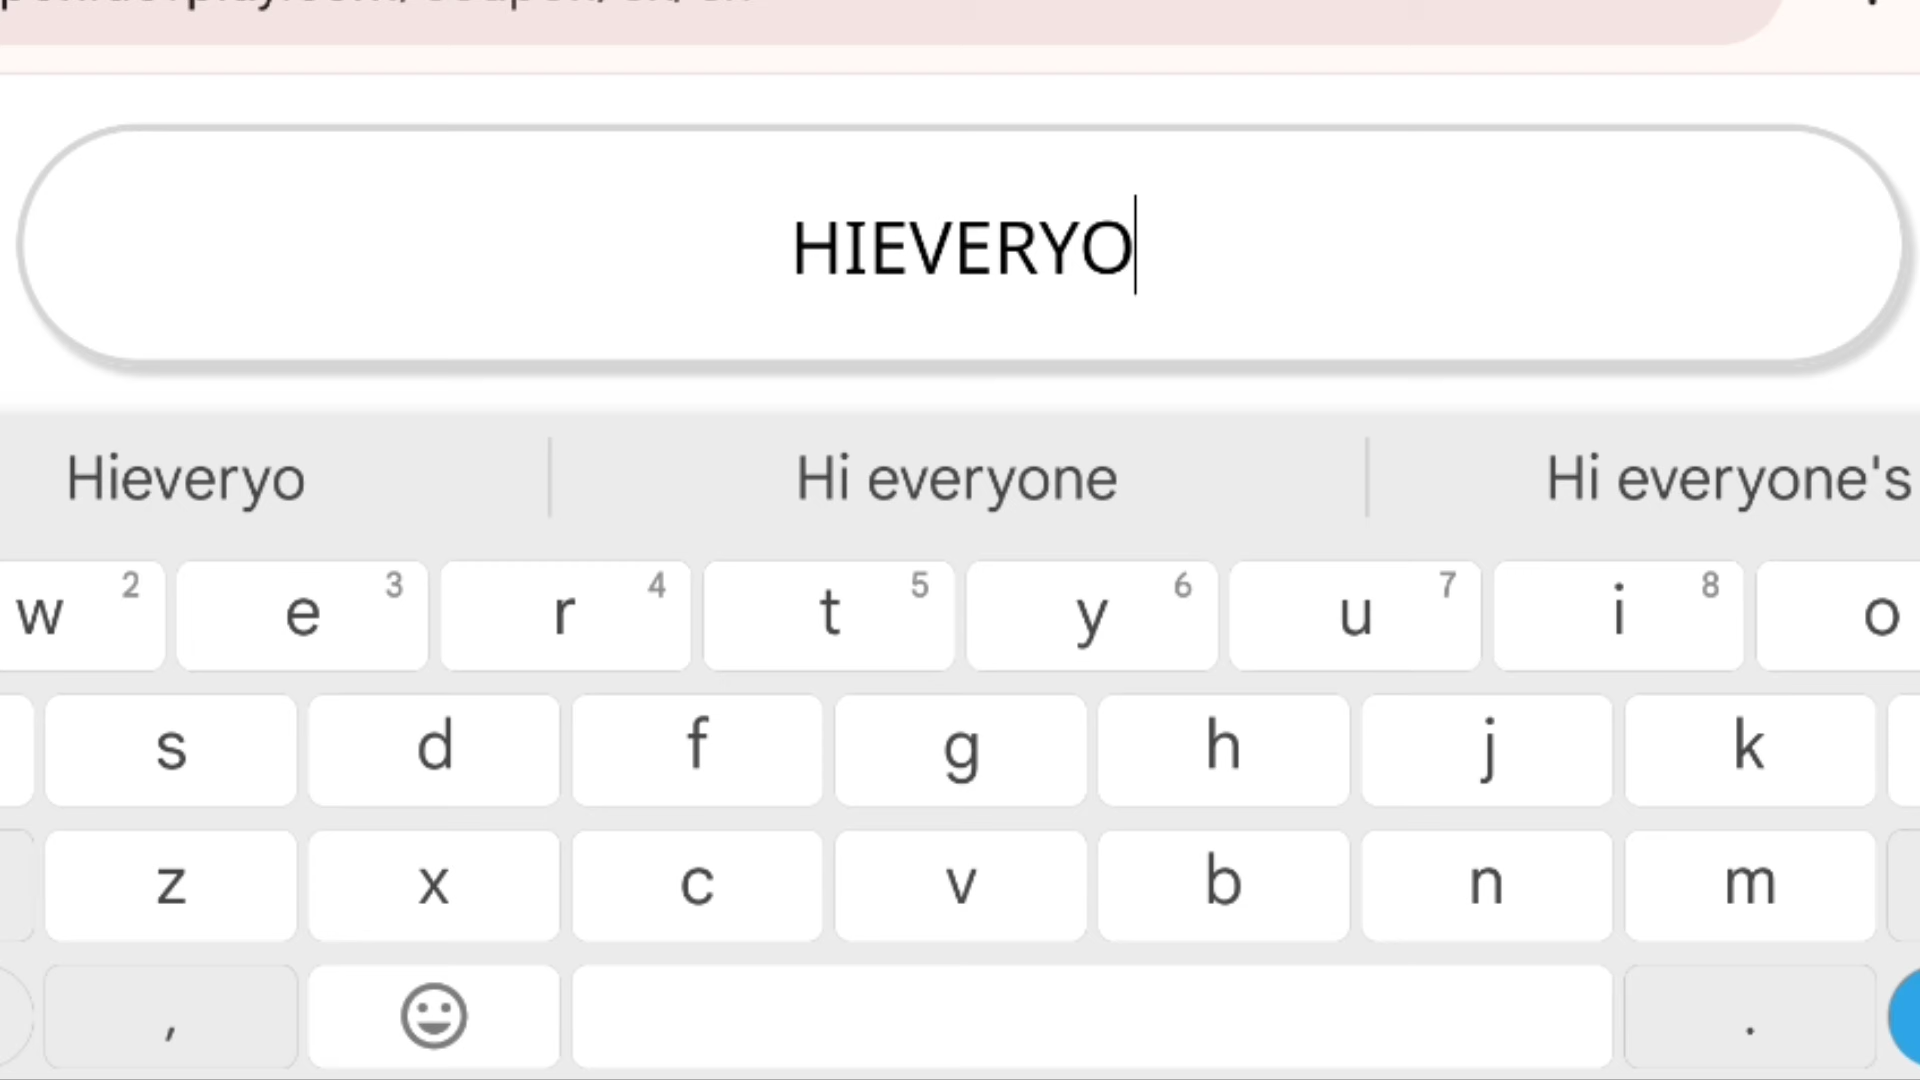 HIEVERYO
Hieveryo Hi everyone Hi everyone's
w 2 e 3 r 4 t 5 y 6 u 7 i 8 o
s d f g h j k
z x c v b n m
, .